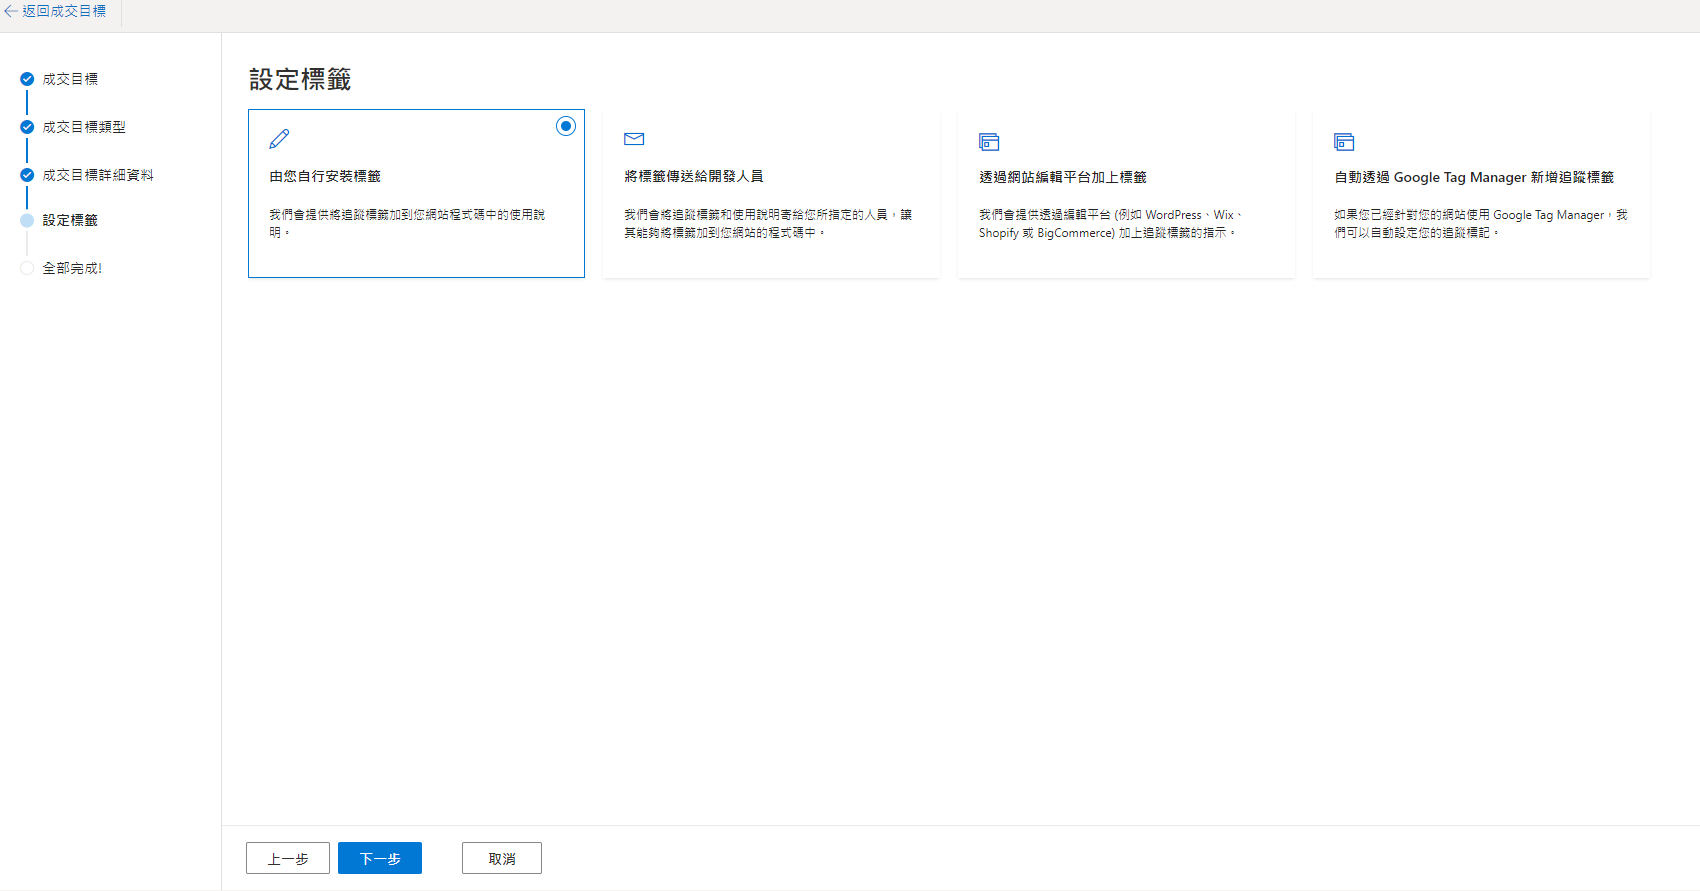 返回成交目標
成交目標
成交目標類型
成交目標詳細資料
設定標籤
全部完成!
設定標籤
由您自行安裝標籤
我們會提供將追蹤標籤加到您網站程式碼中的使用說
明。
將標籤傳送給開發人員
我們會將追蹤標籤和使用說明寄給您所指定的人員，讓
其能夠將標籤加到您網站的程式碼中。
透過網站編輯平台加上標籤
我們會提供透過編輯平台 (例如 WordPress、Wix、
Shopify 或 BigCommerce) 加上追蹤標籤的指示。
自動透過 Google Tag Manager 新增追蹤標籤
如果您已經針對您的網站使用 Google Tag Manager，我
們可以自動設定您的追蹤標記。
上一步
下一步
取消